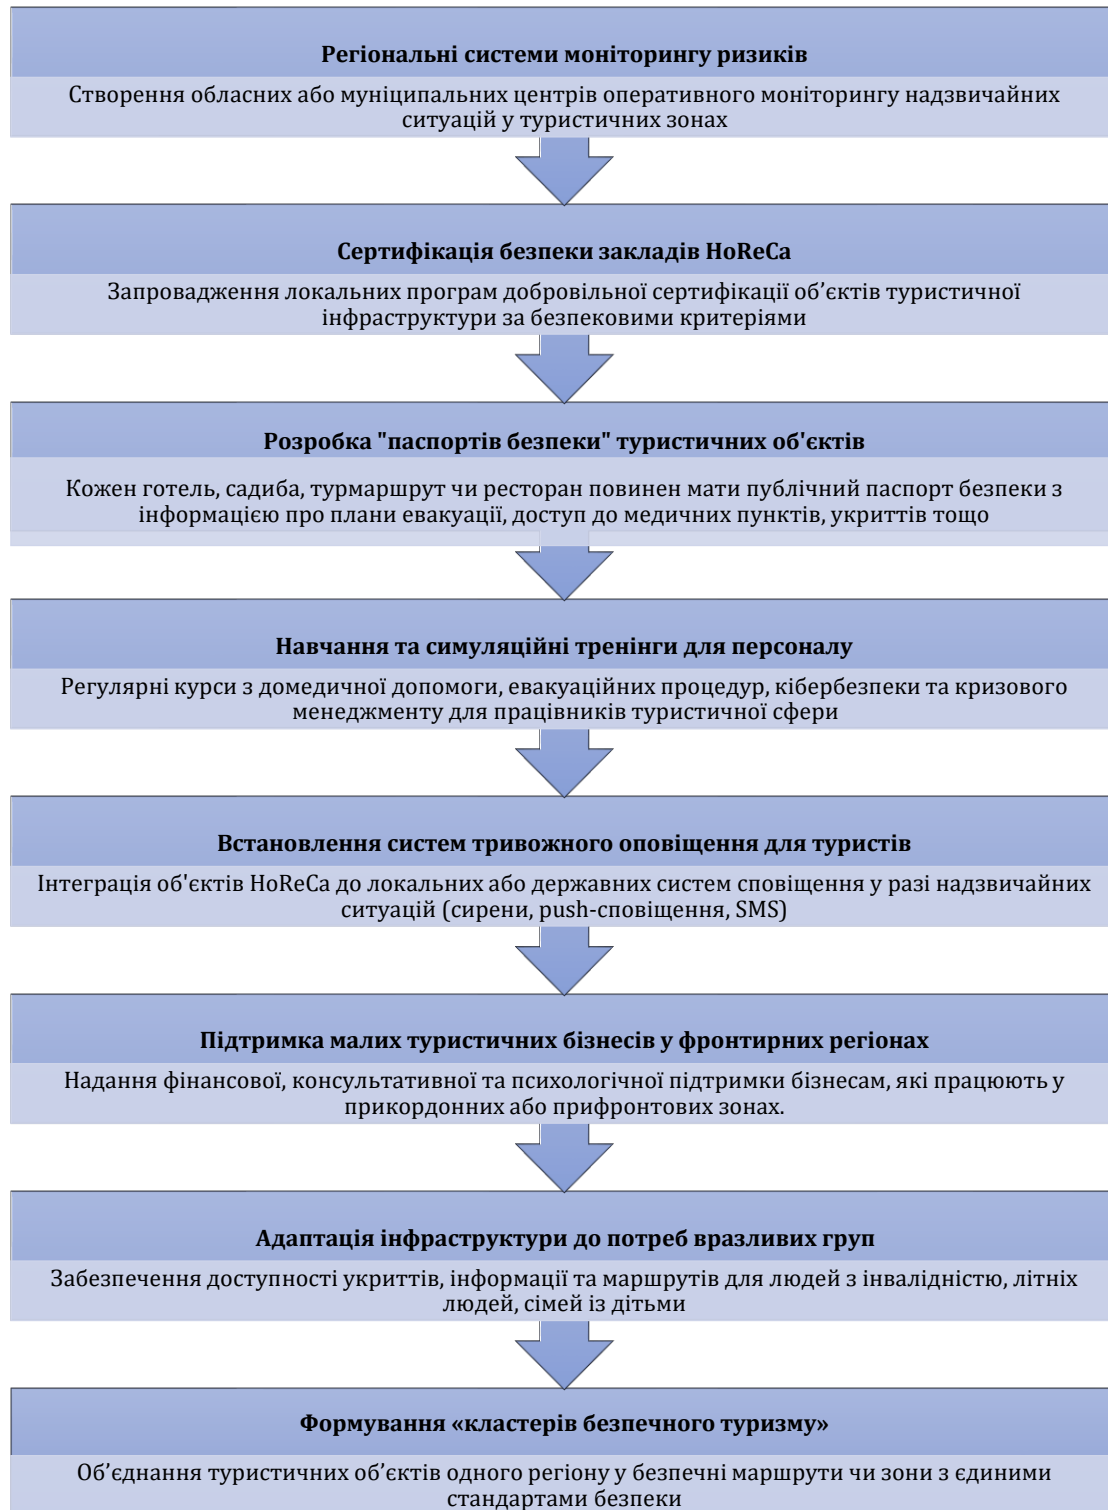 Регіональні системи моніторингу ризиків
Створення обласних або муніципальних центрів оперативного моніторингу надзвичайних
ситуацій у туристичних зонах
Сертифікація безпеки закладів HoReCa
Запровадження локальних програм добровільної сертифікації об’єктів туристичної
інфраструктури за безпековими критеріями
Розробка "паспортів безпеки" туристичних об'єктів
Кожен готель, садиба, турмаршрут чи ресторан повинен мати публічний паспорт безпеки з
інформацією про плани евакуації, доступ до медичних пунктів, укриттів тощо
Навчання та симуляційні тренінги для персоналу
Регулярні курси з домедичної допомоги, евакуаційних процедур, кібербезпеки та кризового
менеджменту для працівників туристичної сфери
Встановлення систем тривожного оповіщення для туристів
Інтеграція об'єктів HoReCa до локальних або державних систем сповіщення у разі надзвичайних
ситуацій (сирени, push-сповіщення, SMS)
Підтримка малих туристичних бізнесів у фронтирних регіонах
Надання фінансової, консультативної та психологічної підтримки бізнесам, які працюють у
прикордонних або прифронтових зонах.
Адаптація інфраструктури до потреб вразливих груп
Забезпечення доступності укриттів, інформації та маршрутів для людей з інвалідністю, літніх
людей, сімей із дітьми
Формування «кластерів безпечного туризму»
Об’єднання туристичних об’єктів одного регіону у безпечні маршрути чи зони з єдиними
стандартами безпеки